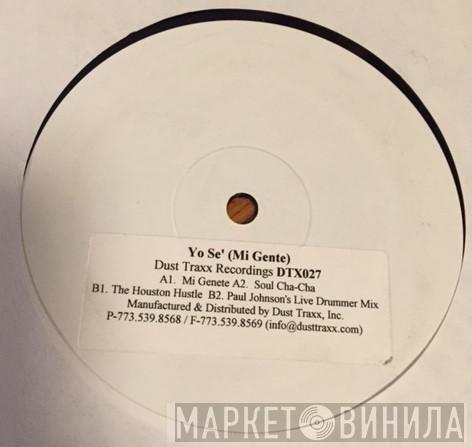 Yo Se' (Mi Gente)
Dust Traxx Recordings DTX027
A1. Mi Genete A2. Soul Cha-Cha
B1. The Houston Hustle B2. Paul Johnson's Live Drummer Mix
Manufactured & Distributed by Dust Traxx, Inc.
P-773.539.8568 / F-773.539.8569 (info@dusttraxx.com)
МАРКЕТ ВИНИЛА